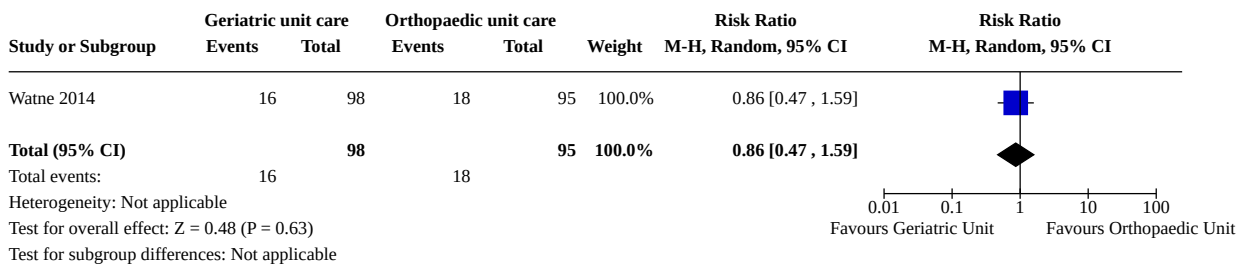 Geriatric unit care Orthopaedic unit care Risk Ratio Risk Ratio
Study or Subgroup Events Total Events Total Weight M-H, Random, 95% CI M-H, Random, 95% CI
Watne 2014 16 98 18 95 100.0% 0.86 [0.47 , 1.59]
Total (95% CI) 98 95 100.0% 0.86 [0.47 , 1.59]
Total events: 16 18
Heterogeneity: Not applicable
0.01 0.1 1 10 100
Test for overall effect: Z = 0.48 (P = 0.63)
Favours Geriatric Unit Favours Orthopaedic Unit
Test for subgroup differences: Not applicable